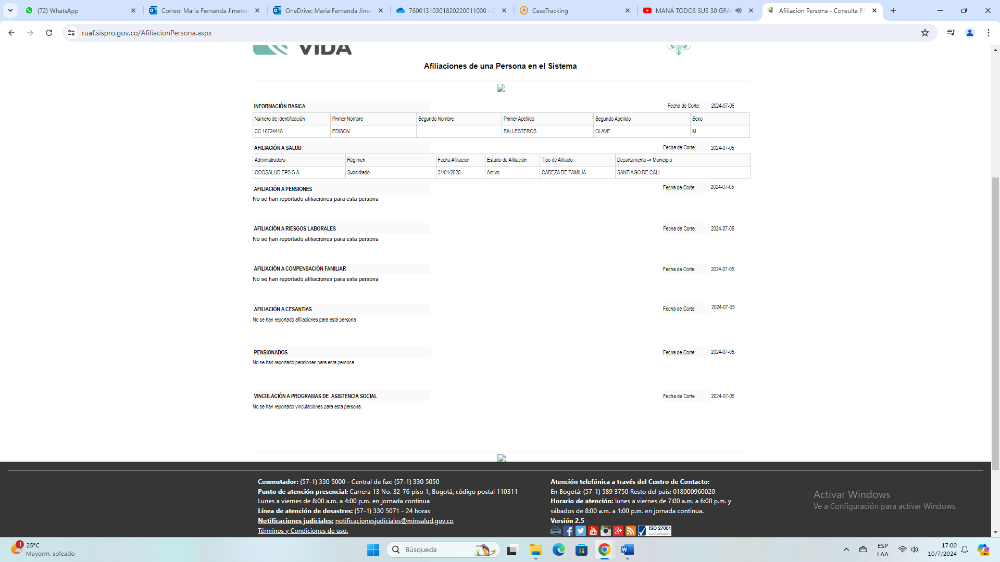 (72) WhatsApp
Correo: Maria Fernanda Jimene
OneDrive: Maria Fernanda Jime
76001310301820220011000 - C
CaseTracking
MANÁ TODOS SUS 30 GRA
Afiliacion Persona - Consulta RU
ruaf.sispro.gov.co/AfiliacionPersona.aspx
VIDA
Afiliaciones de una Persona en el Sistema
INFORMACIÓN BASICA Fecha de Corte: 2024-07-05
Número de Identificación Primer Nombre Segundo Nombre Primer Apellido Segundo Apellido Sexo
CC 16724418 EDISON BALLESTEROS OLAVE M
AFILIACIÓN A SALUD Fecha de Corte: 2024-07-05
Administradora Régimen Fecha Afiliacion Estado de Afiliación Tipo de Afiliado Departamento -> Municipio
COOSALUD EPS S.A. Subsidiado 31/01/2020 Activo CABEZA DE FAMILIA SANTIAGO DE CALI
AFILIACIÓN A PENSIONES Fecha de Corte: 2024-07-05
No se han reportado afiliaciones para esta persona
AFILIACIÓN A RIESGOS LABORALES Fecha de Corte: 2024-07-05
No se han reportado afiliaciones para esta persona
AFILIACIÓN A COMPENSACIÓN FAMILIAR Fecha de Corte: 2024-07-05
No se han reportado afiliaciones para esta persona
AFILIACIÓN A CESANTIAS Fecha de Corte: 2024-07-05
No se han reportado afiliaciones para esta persona
PENSIONADOS Fecha de Corte: 2024-07-05
No se han reportado pensiones para esta persona.
VINCULACIÓN A PROGRAMAS DE ASISTENCIA SOCIAL Fecha de Corte: 2024-07-05
No se han reportado vinculaciones para esta persona.
Conmutador: (57-1) 330 5000 - Central de fax: (57-1) 330 5050
Punto de atención presencial: Carrera 13 No. 32-76 piso 1, Bogotá, código postal 110311
Lunes a viernes de 8:00 a.m. a 4:00 p.m. en jornada continua
Línea de atención de desastres: (57-1) 330 5071 - 24 horas
Notificaciones judiciales: notificacionesjudiciales@minsalud.gov.co
Términos y Condiciones de uso.
Atención telefónica a través del Centro de Contacto:
En Bogotá: (57-1) 589 3750 Resto del pais: 018000960020
Horario de atención: lunes a viernes de 7:00 a.m. a 6:00 p.m. y
sábados de 8:00 a.m. a 1:00 p.m. en jornada continua.
Versión 2.5
ISO 27001
Activar Windows
Ve a Configuración para activar Windows.
1
25°C
Mayorm. soleado
Búsqueda
ESP
LAA
17:00
10/7/2024
PRE